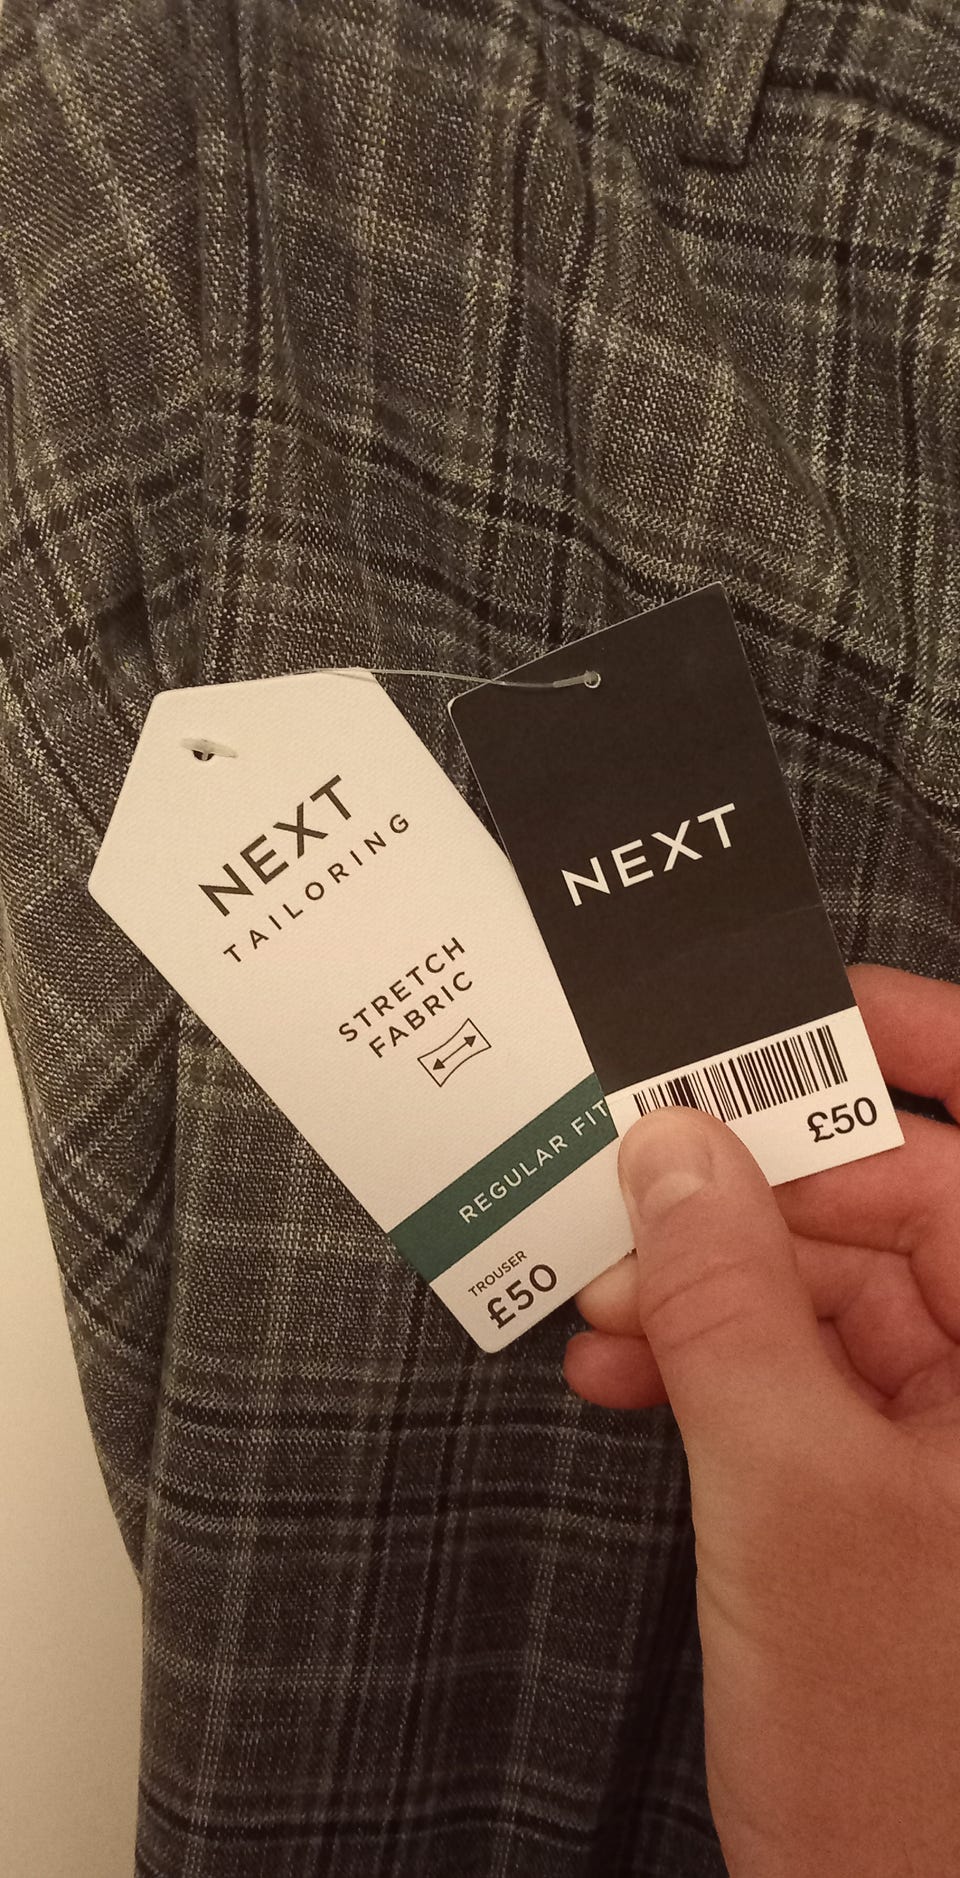 NEXT
TAILORING
STRETCH
FABRIC
REGULAR FIT
TROUSER
£50
NEXT
£50